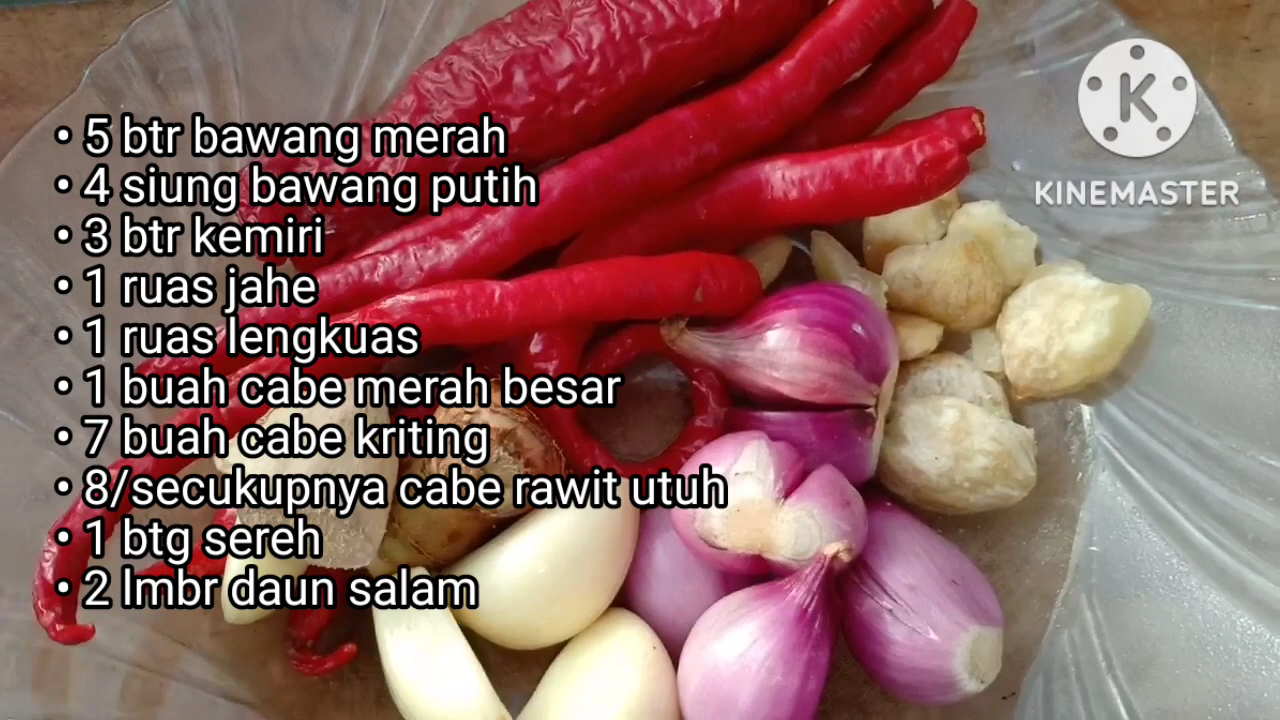 • 5 btr bawang merah
• 4 siung bawang putih
• 3 btr kemiri
• 1 ruas jahe
• 1 ruas lengkuas
• 1 buah cabe merah besar
• 7 buah cabe kriting
• 8/secukupnya cabe rawit utuh
• 1 btg sereh
• 2 lmbr daun salam
K
KINEMASTER